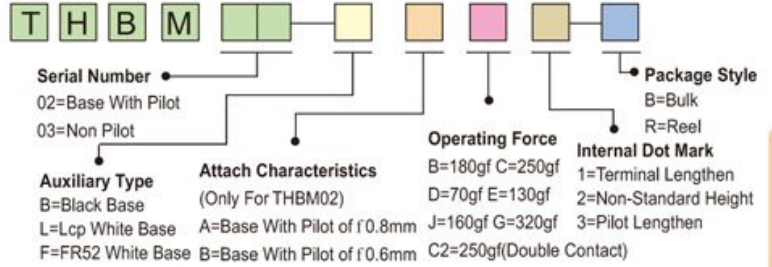 T H B M
Serial Number
02=Base With Pilot
03=Non Pilot
Auxiliary Type
B=Black Base
L=Lcp White Base
F=FR52 White Base
Attach Characteristics
(Only For THBM02)
A=Base With Pilot of f0.8mm
B=Base With Pilot of f0.6mm
Operating Force
B=180gf C=250gf
D=70gf E=130gf
J=160gf G=320gf
C2=250gf(Double Contact)
Internal Dot Mark
1=Terminal Lengthen
2=Non-Standard Height
3=Pilot Lengthen
Package Style
B=Bulk
R=Reel